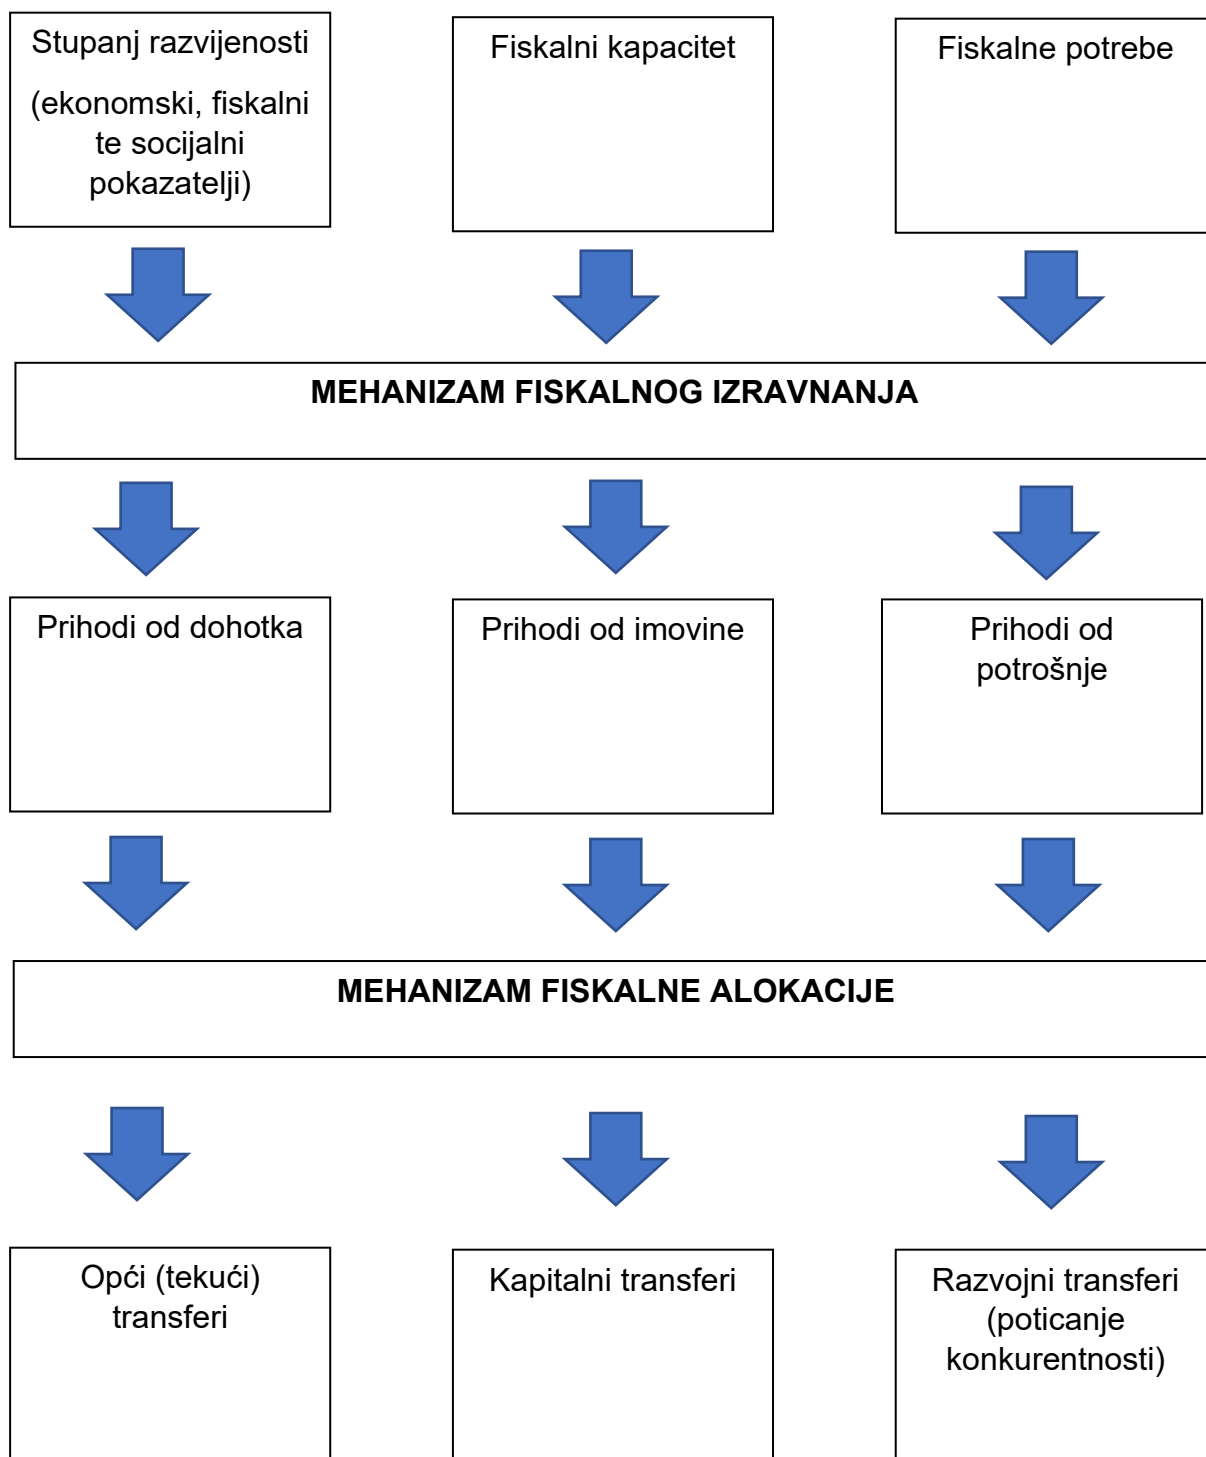 Stupanj razvijenosti
(ekonomski, fiskalni
te socijalni
pokazatelji)
Fiskalni kapacitet
Fiskalne potrebe
MEHANIZAM FISKALNOG IZRAVNANJA
Prihodi od dohotka
Prihodi od imovine
Prihodi od
potrošnje
MEHANIZAM FISKALNE ALOKACIJE
Opći (tekući)
transferi
Kapitalni transferi
Razvojni transferi
(poticanje
konkurentnosti)